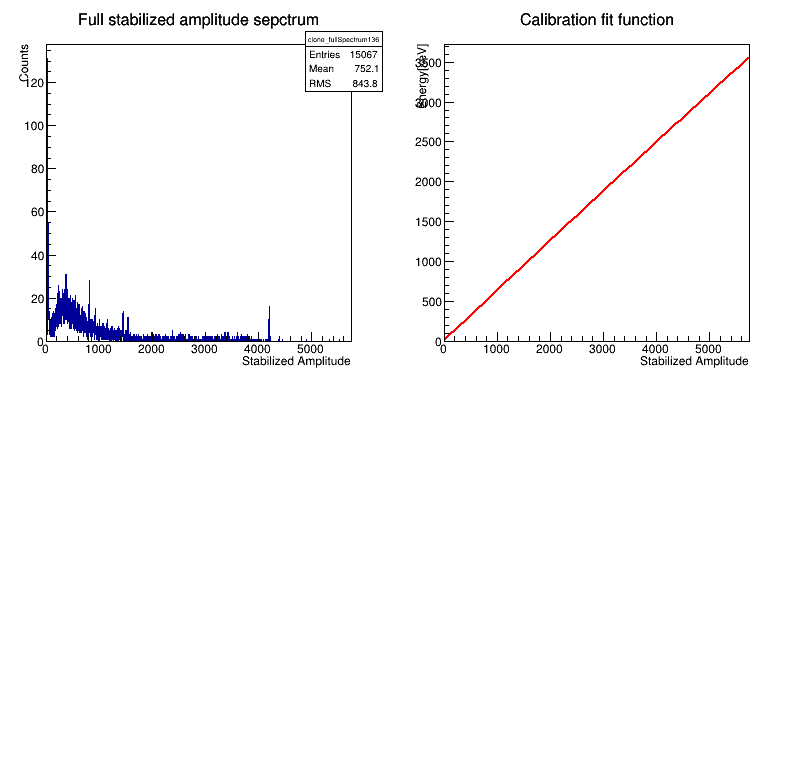 Full stabilized amplitude sepctrum
clone_fullSpectrum136
Entries 15067
Mean 752.1
RMS 843.8
Counts
120
100
80
60
40
20
0
0 1000 2000 3000 4000 5000
Stabilized Amplitude
Calibration fit function
3500
3000
2500
2000
1500
1000
500
0
0 1000 2000 3000 4000 5000
Stabilized Amplitude